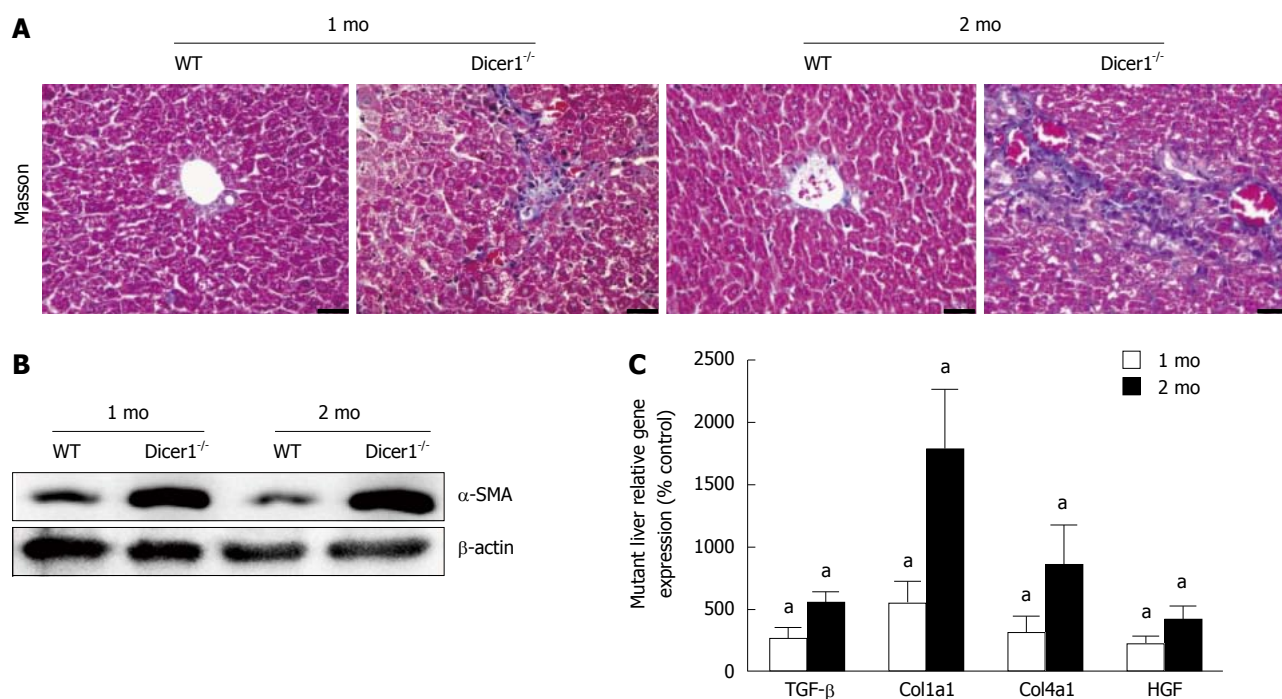 A
1 mo
2 mo
WT
Dicer1-/-
WT
Dicer1-/-
Masson
B
1 mo
2 mo
WT
Dicer1-/-
WT
Dicer1-/-
α-SMA
β-actin
C
Mutant liver relative gene
expression (% control)
2500
2000
1500
1000
500
0
1 mo
2 mo
a
a
a
a
a
a
a
a
TGF-β
Col1a1
Col4a1
HGF